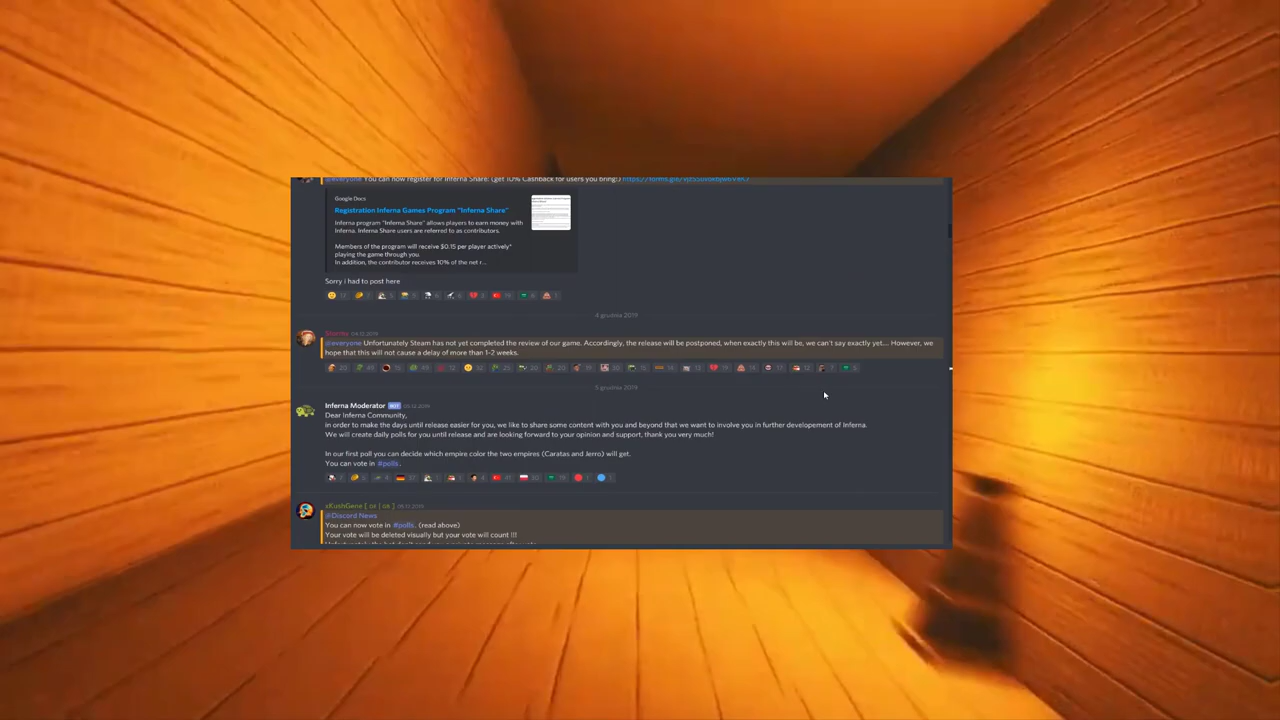 @everyone You can now register for Inferna Share: (get 10% Cashback for users you bring!)
Google Docs
Registration Inferna Games Program "Inferna Share"
Inferna program "Inferna Share" allows players to earn money with
Inferna. Inferna Share users are referred to as contributors.
Members of the program will receive $0.15 per player actively*
playing the game through you.
In addition, the contributor receives 10% of the net r...
Sorry i had to post here
4 grudnia 2019
04.12.2019
@everyone Unfortunately Steam has not yet completed the review of our game. Accordingly, the release will be postponed, when exactly this will be, we can't say exactly yet... However, we
hope that this will not cause a delay of more than 1-2 weeks.
5 grudnia 2019
Inferna Moderator BOT 05.12.2019
Dear Inferna Community,
in order to make the days until release easier for you, we like to share some content with you and beyond that we want to involve you in further developement of Inferna.
We will create daily polls for you until release and are looking forward to your opinion and support, thank you very much!
In our first poll you can decide which empire color the two empires (Caratas and Jerro) will get.
You can vote in #polls.
xKushGene
@Discord News
You can now vote in #polls. (read above)
Your vote will be deleted visually but your vote will count !!!